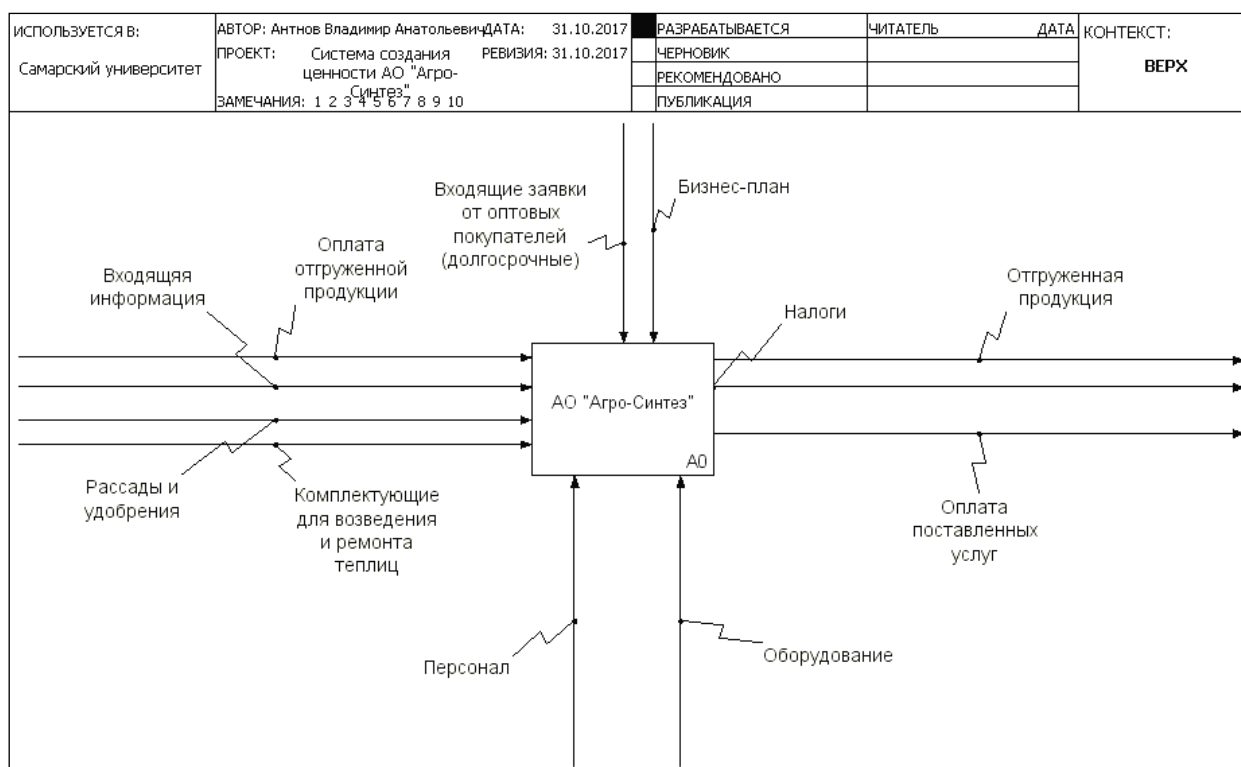 ИСПОЛЬЗУЕТСЯ В:
Самарский университет
АВТОР: Антнов Владимир Анатольевич
ДАТА: 31.10.2017
ПРОЕКТ: Система создания
ценности АО "Агро-
Синтез"
РЕВИЗИЯ: 31.10.2017
ЗАМЕЧАНИЯ: 1 2 3 4 5 6 7 8 9 10
РАЗРАБАТЫВАЕТСЯ
ЧЕРНОВИК
РЕКОМЕНДОВАНО
ПУБЛИКАЦИЯ
ЧИТАТЕЛЬ
ДАТА
КОНТЕКСТ:
ВЕРХ
Входящие заявки
от оптовых
покупателей
(долгосрочные)
Бизнес-план
Оплата
отгруженной
продукции
Входящяя
информация
Отгруженная
продукция
Налоги
АО "Агро-Синтез"
А0
Рассады и
удобрения
Комплектующие
для возведения
и ремонта
теплиц
Оплата
поставленных
услуг
Персонал
Оборудование